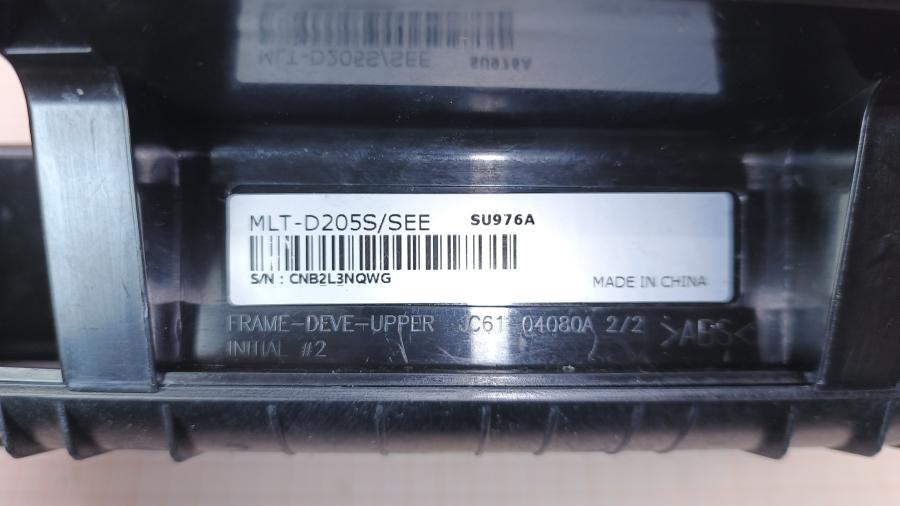 MLT-D205S/SEE SU976A
S/N : CNB2L3NQWG
MADE IN CHINA
FRAME-DEVE-UPPER JC61 04080A 2/2 >ABS<
INITIAL #2